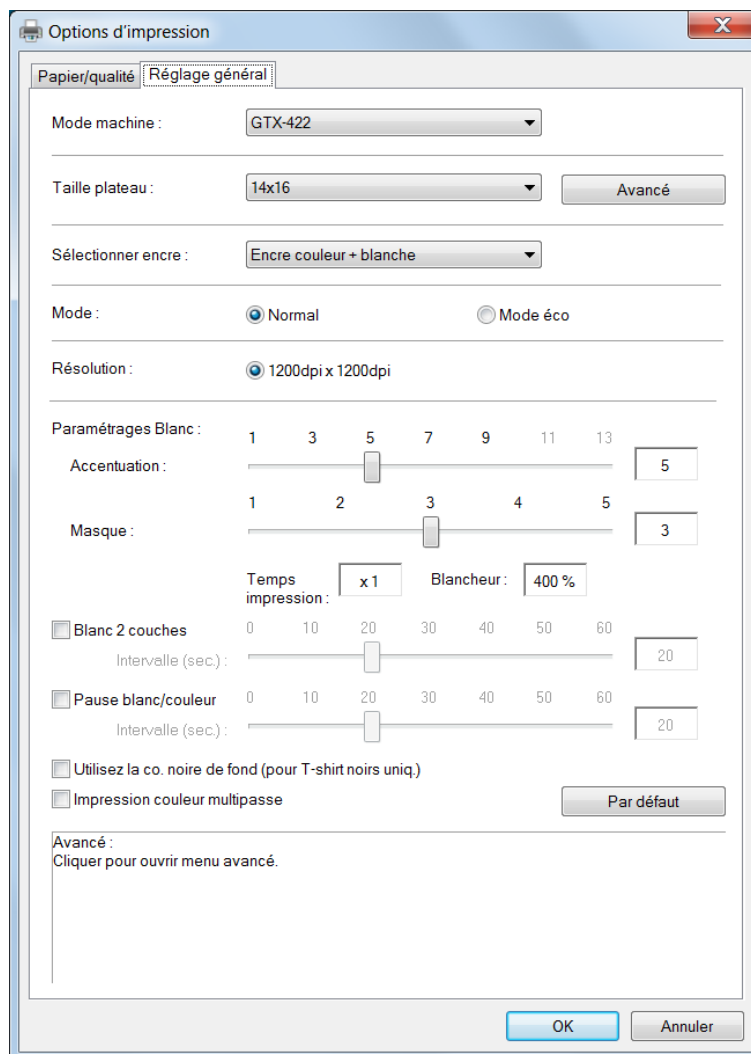 Options d'impression
X
Papier/qualité Réglage général
Mode machine : GTX-422
Taille plateau : 14x16 Avancé
Sélectionner encre : Encre couleur + blanche
Mode : Normal Mode éco
Résolution : 1200dpi x 1200dpi
Paramétrages Blanc : 1 3 5 7 9 11 13
Accentuation : 5
1 2 3 4 5
Masque : 3
Temps impression : x 1 Blancheur : 400 %
Blanc 2 couches 0 10 20 30 40 50 60
Intervalle (sec.) : 20
Pause blanc/couleur 0 10 20 30 40 50 60
Intervalle (sec.) : 20
Utilisez la co. noire de fond (pour T-shirt noirs uniq.)
Impression couleur multipasse Par défaut
Avancé :
Cliquer pour ouvrir menu avancé.
OK Annuler